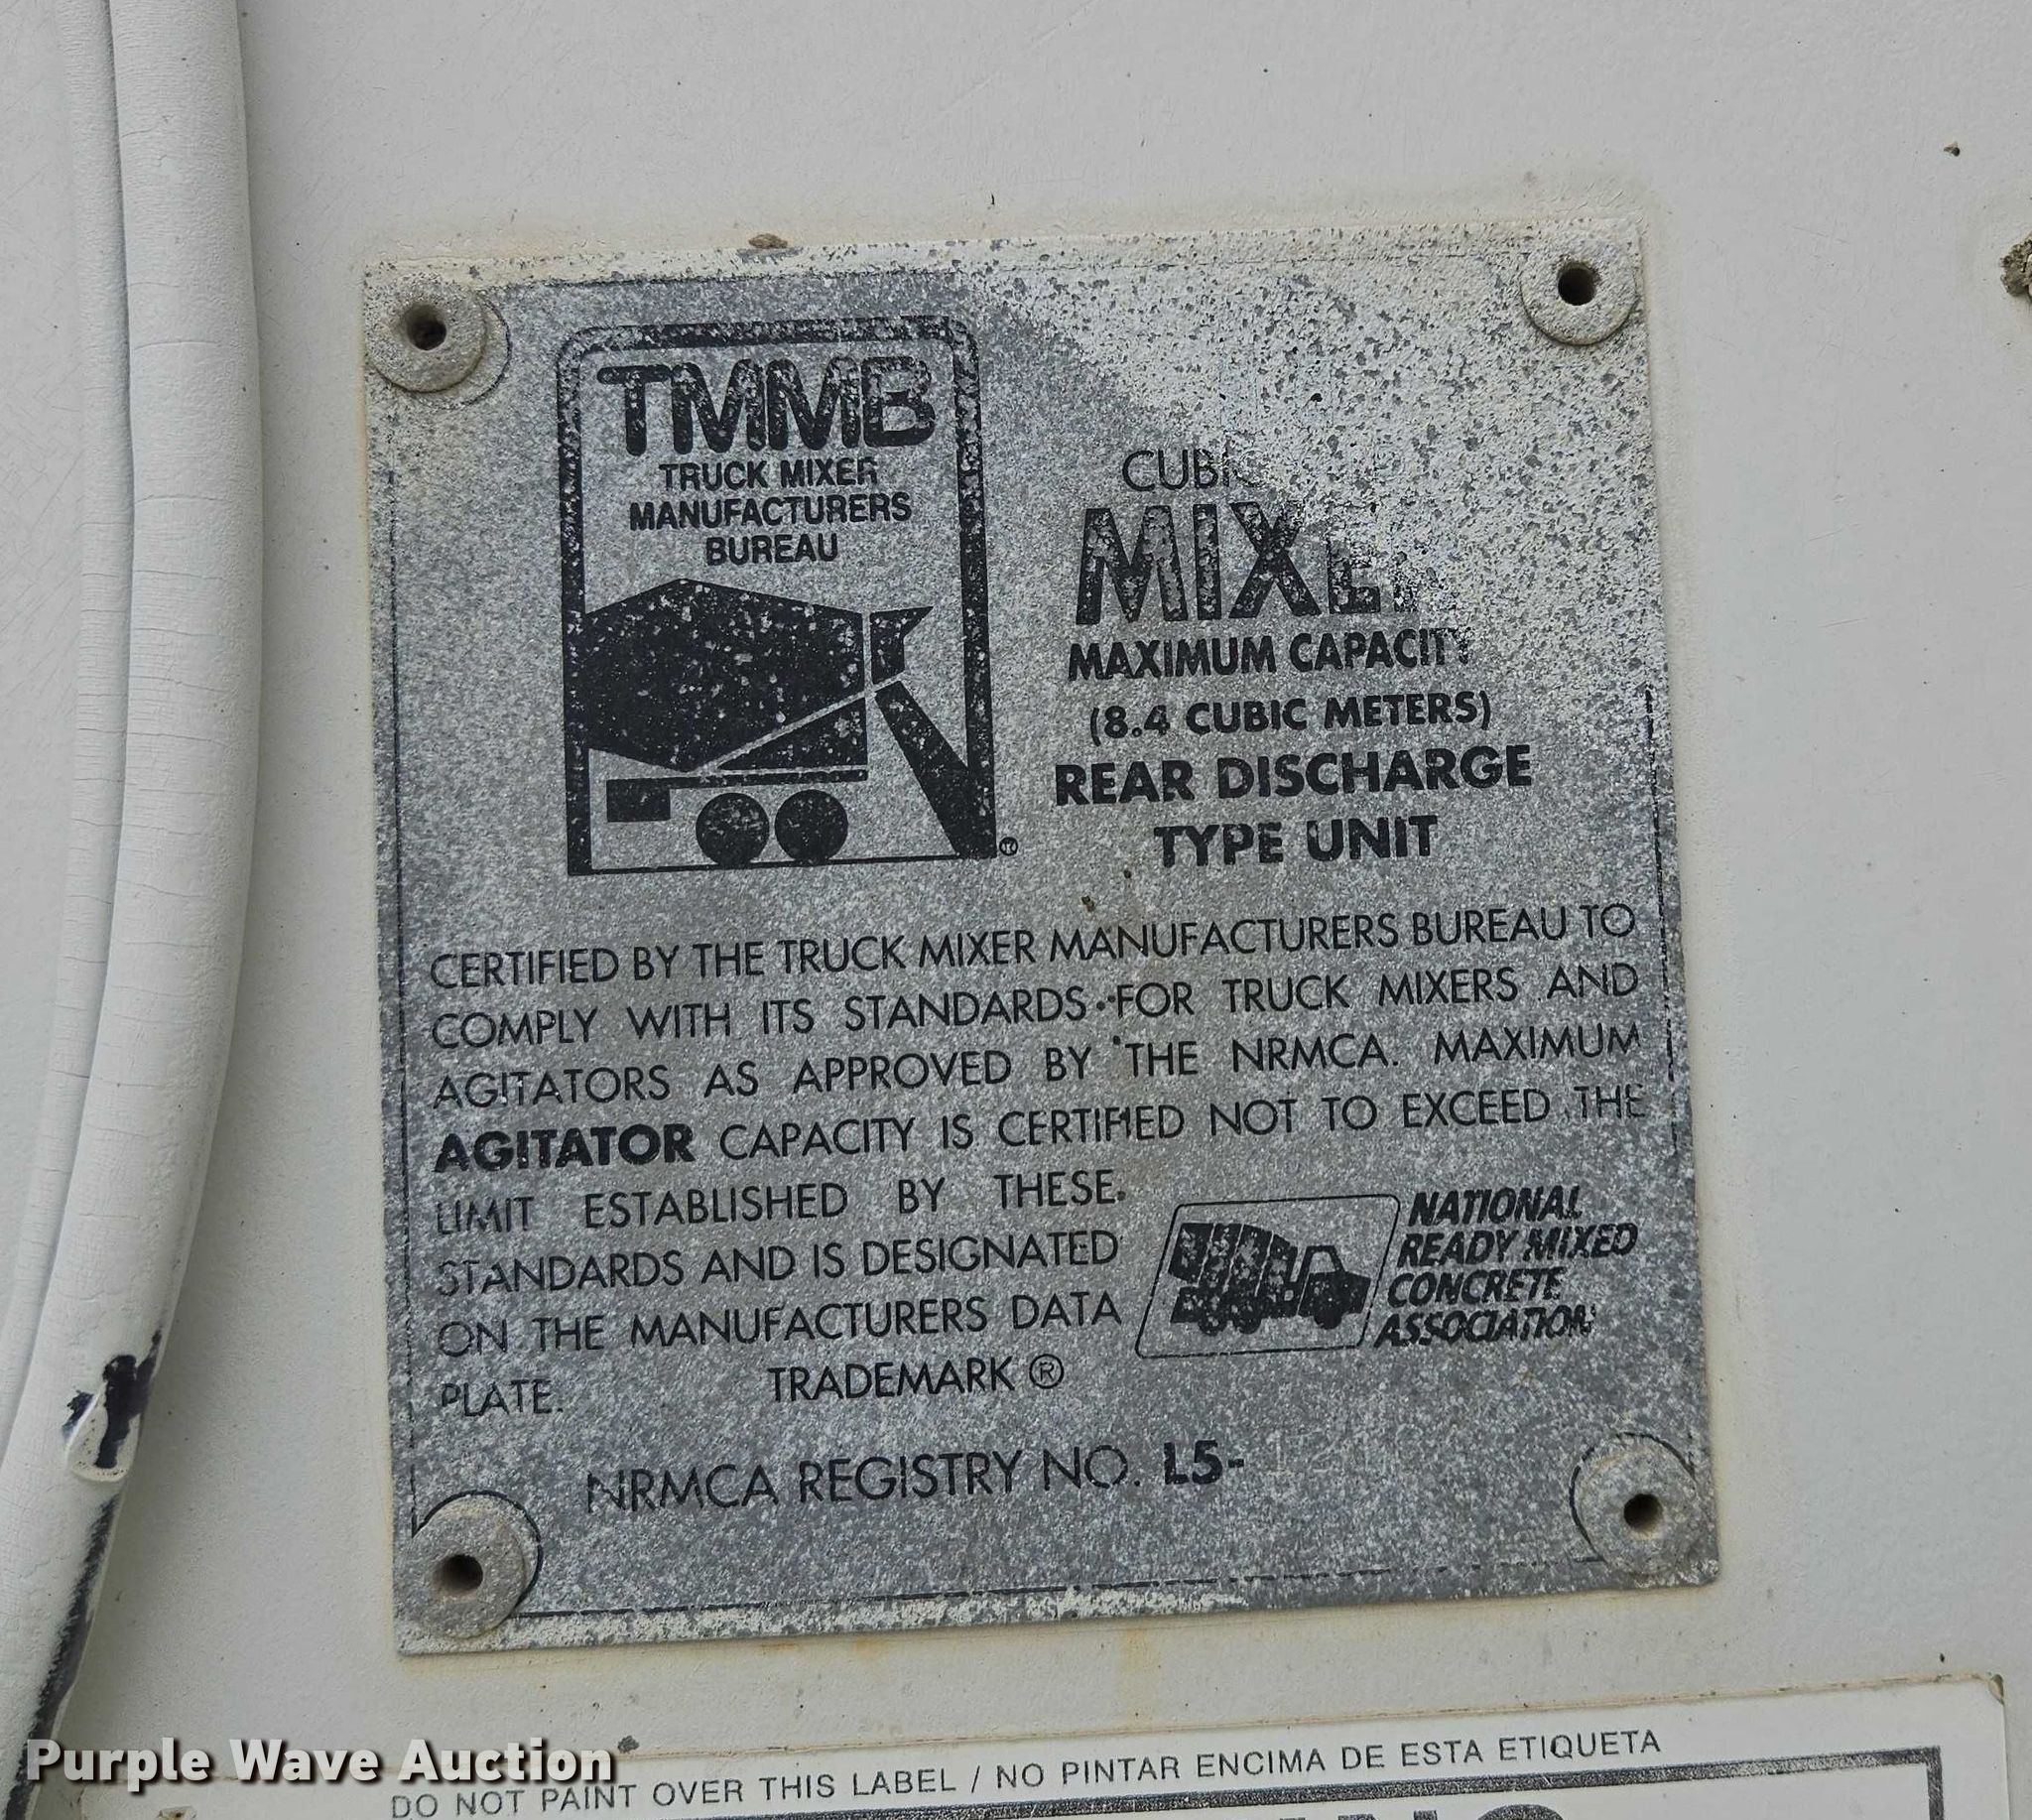 TMMB
TRUCK MIXER
MANUFACTURERS
BUREAU
CUBIC
MIXER
MAXIMUM CAPACITY
(8.4 CUBIC METERS)
REAR DISCHARGE
TYPE UNIT
CERTIFIED BY THE TRUCK MIXER MANUFACTURERS BUREAU TO
COMPLY WITH ITS STANDARDS FOR TRUCK MIXERS AND
AGITATORS AS APPROVED BY THE NRMCA. MAXIMUM
AGITATOR CAPACITY IS CERTIFIED NOT TO EXCEED THE
LIMIT ESTABLISHED BY THESE
STANDARDS AND IS DESIGNATED
ON THE MANUFACTURERS DATA
PLATE. TRADEMARK ®
NATIONAL
READY MIXED
CONCRETE
ASSOCIATION
NRMCA REGISTRY NO. L5-
DO NOT PAINT OVER THIS LABEL / NO PINTAR ENCIMA DE ESTA ETIQUETA
Purple Wave Auction